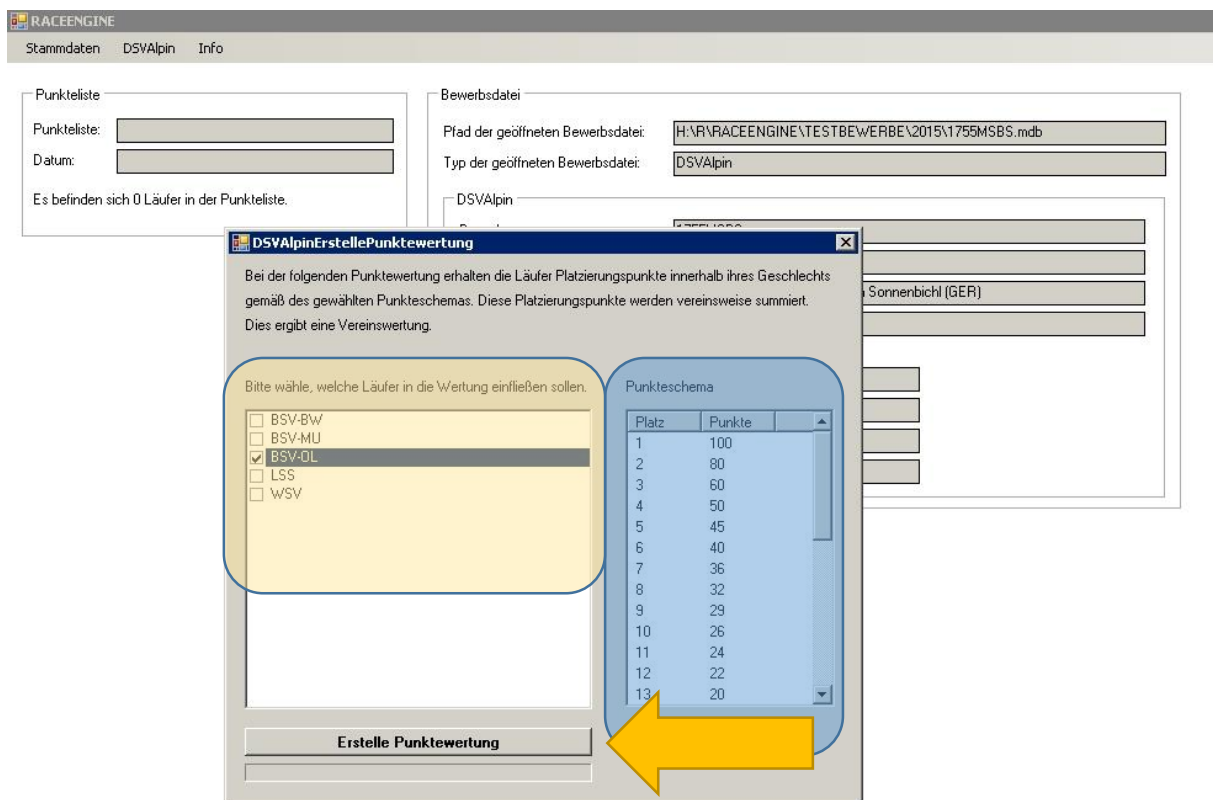 RACEENGINE
Stammdaten DSVAlpin Info
Punkteliste
Punkteliste:
Datum:
Es befinden sich 0 Läufer in der Punkteliste.
Bewerbsdatei
Pfad der geöffneten Bewerbsdatei: H:\R\RACEENGINE\TESTBEWERBE\2015\1755MSBS.mdb
Typ der geöffneten Bewerbsdatei: DSVAlpin
DSVAlpin
Sonnenbichl (GER)
DSVAlpinErstellePunktewertung
Bei der folgenden Punktewertung erhalten die Läufer Platzierungspunkte innerhalb ihres Geschlechts
gemäß des gewählten Punkteschemas. Diese Platzierungspunkte werden vereinsweise summiert.
Dies ergibt eine Vereinswertung.
Bitte wähle, welche Läufer in die Wertung einfließen sollen.
BSV-BW
BSV-MU
BSV-OL
LSS
WSV
Punkteschema
Platz Punkte
1 100
2 80
3 60
4 50
5 45
6 40
7 36
8 32
9 29
10 26
11 24
12 22
13 20
Erstelle Punktewertung